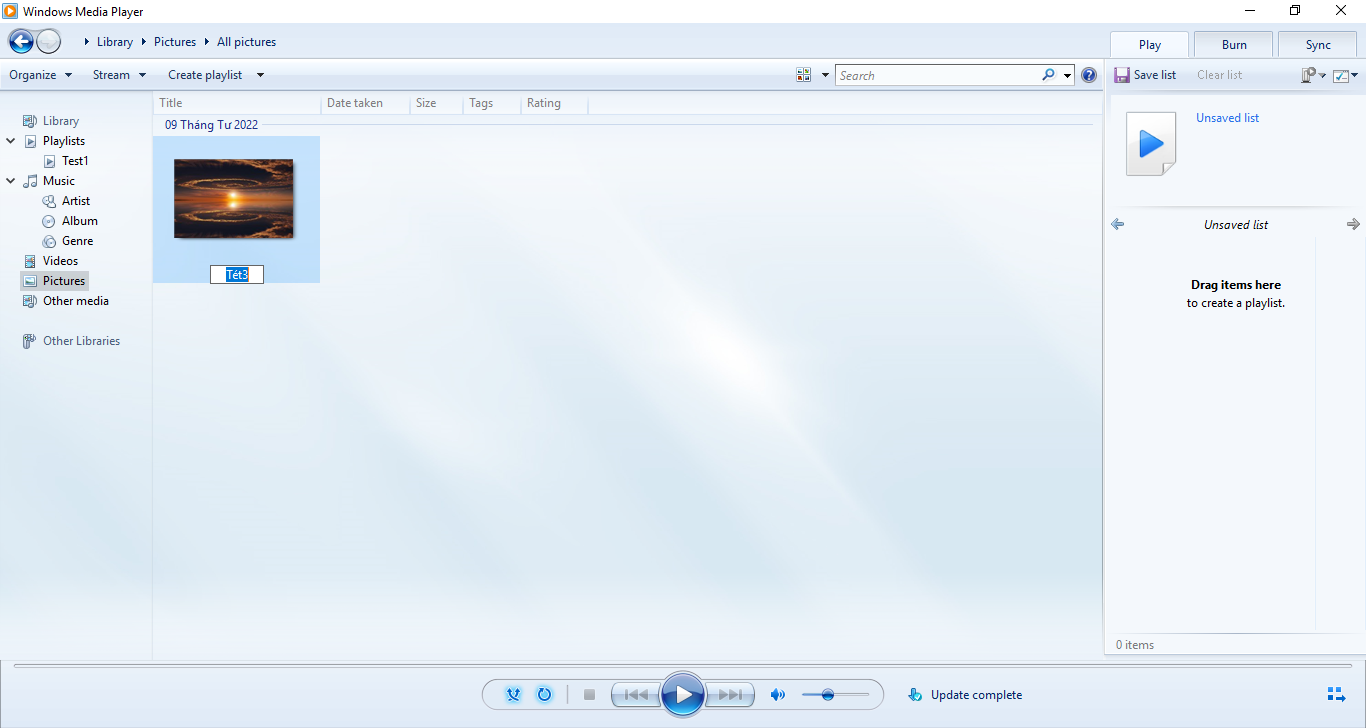 Windows Media Player
Library Pictures All pictures
Play Burn Sync
Organize Stream Create playlist Search Save list Clear list
Title Date taken Size Tags Rating
09 Tháng Tư 2022
Library
Playlists
Test1
Music
Artist
Album
Genre
Videos
Pictures
Other media
Other Libraries
Tét3
Unsaved list
Unsaved list
Drag items here
to create a playlist.
0 items
Update complete